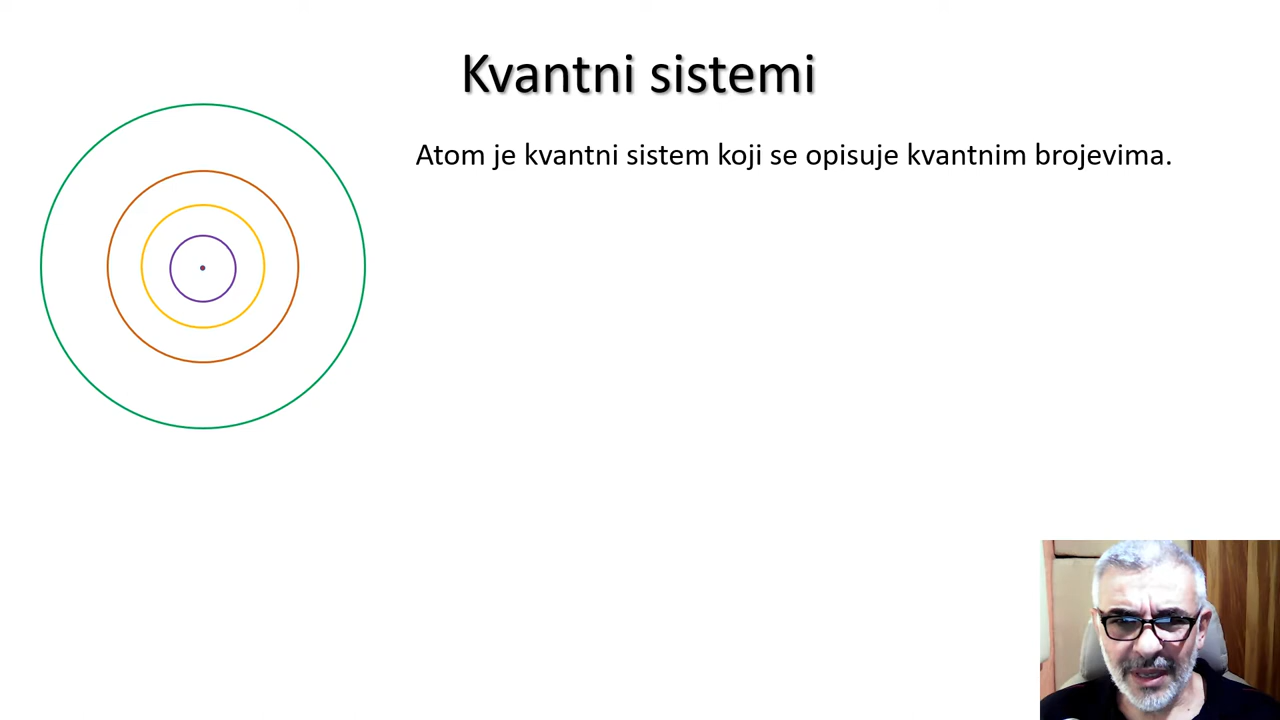 Kvantni sistemi
Atom je kvantni sistem koji se opisuje kvantnim brojevima.